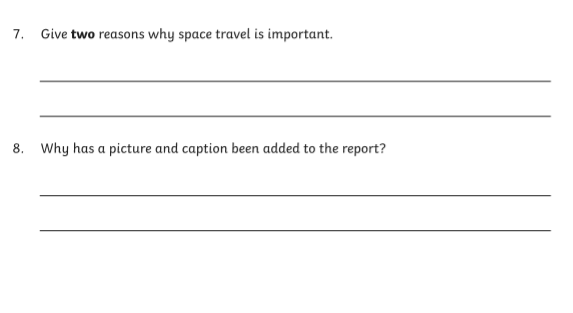 7. Give two reasons why space travel is important.
8. Why has a picture and caption been added to the report?